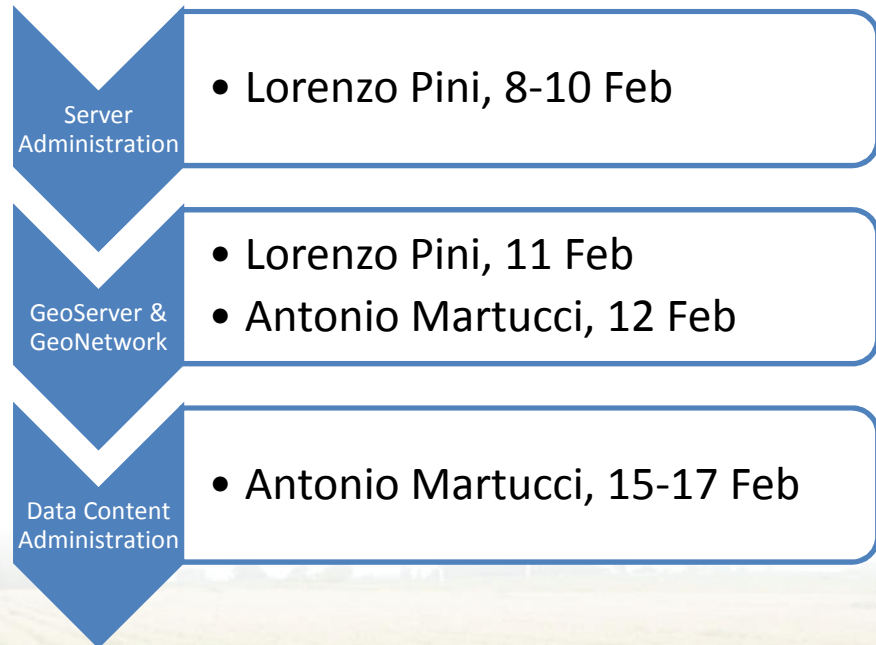 Server
Administration
• Lorenzo Pini, 8-10 Feb
GeoServer &
GeoNetwork
• Lorenzo Pini, 11 Feb
• Antonio Martucci, 12 Feb
Data Content
Administration
• Antonio Martucci, 15-17 Feb